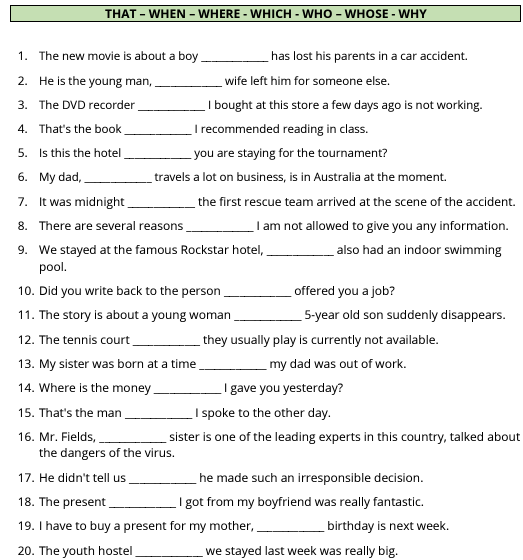 THAT – WHEN – WHERE - WHICH - WHO – WHOSE - WHY
1. The new movie is about a boy ____________ has lost his parents in a car accident.
2. He is the young man, ____________ wife left him for someone else.
3. The DVD recorder ____________ I bought at this store a few days ago is not working.
4. That's the book ____________ I recommended reading in class.
5. Is this the hotel ____________ you are staying for the tournament?
6. My dad, ____________ travels a lot on business, is in Australia at the moment.
7. It was midnight ____________ the first rescue team arrived at the scene of the accident.
8. There are several reasons ____________ I am not allowed to give you any information.
9. We stayed at the famous Rockstar hotel, ____________ also had an indoor swimming
pool.
10. Did you write back to the person ____________ offered you a job?
11. The story is about a young woman ____________ 5-year old son suddenly disappears.
12. The tennis court ____________ they usually play is currently not available.
13. My sister was born at a time ____________ my dad was out of work.
14. Where is the money ____________ I gave you yesterday?
15. That's the man ____________ I spoke to the other day.
16. Mr. Fields, ____________ sister is one of the leading experts in this country, talked about
the dangers of the virus.
17. He didn't tell us ____________ he made such an irresponsible decision.
18. The present ____________ I got from my boyfriend was really fantastic.
19. I have to buy a present for my mother, ____________ birthday is next week.
20. The youth hostel ____________ we stayed last week was really big.